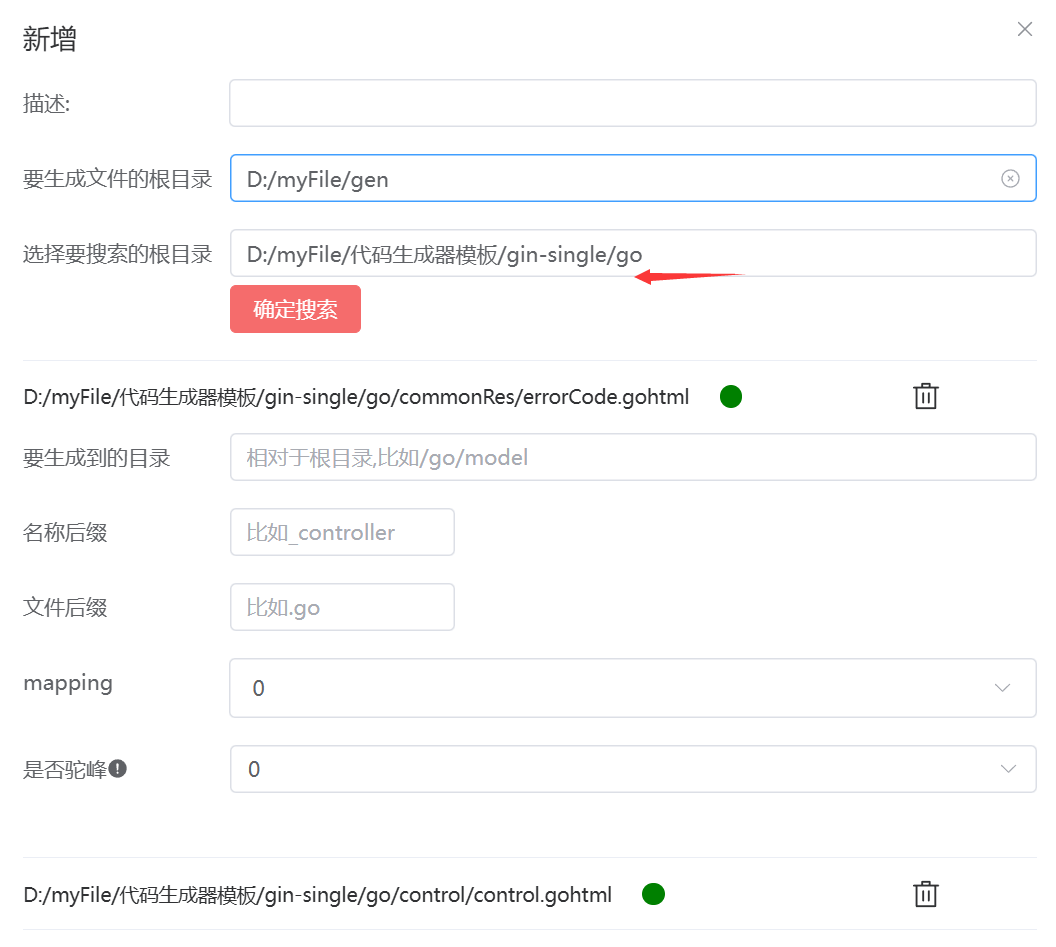 新增
描述:
要生成文件的根目录 D:/myFile/gen
选择要搜索的根目录 D:/myFile/代码生成器模板/gin-single/go
确定搜索
D:/myFile/代码生成器模板/gin-single/go/commonRes/errorCode.gohtml
要生成到的目录 相对于根目录,比如/go/model
名称后缀 比如_controller
文件后缀 比如.go
mapping 0
是否驼峰 0
D:/myFile/代码生成器模板/gin-single/go/control/control.gohtml